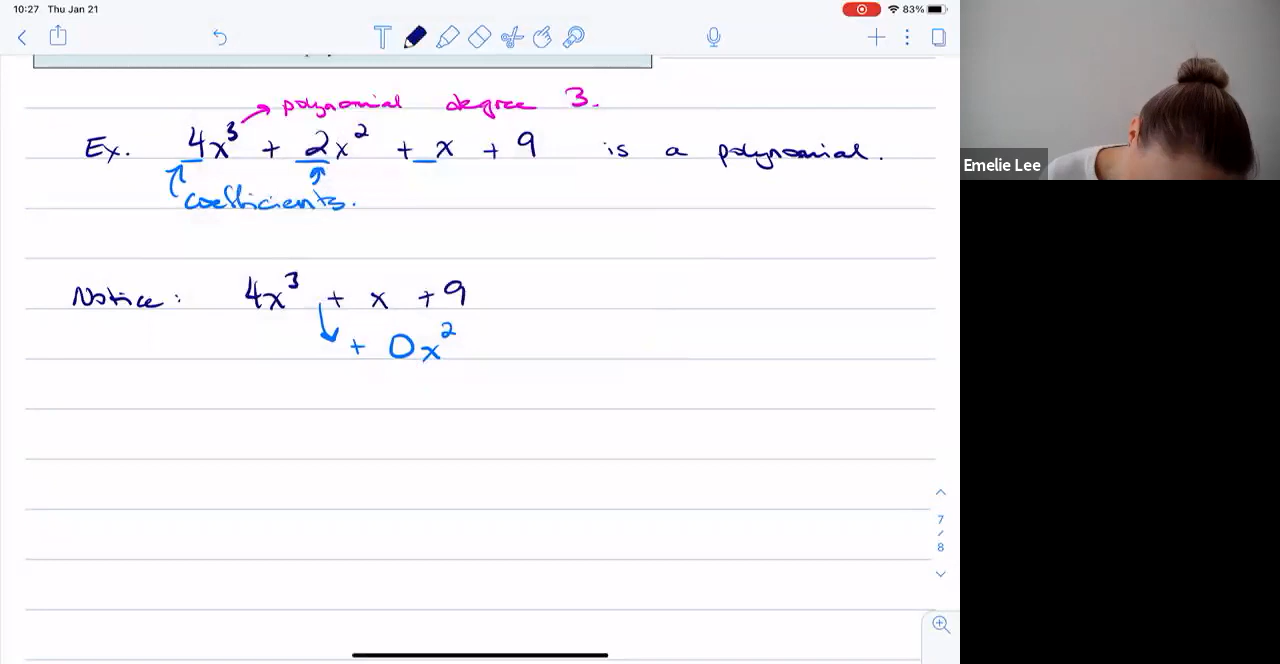 10:27 Thu Jan 21
83%
polynomial degree 3.
Ex. 4x³ + 2x² + _x + 9 is a polynomial.
coefficients.
Emelie Lee
Notice: 4x³ + x + 9
+ 0x²
7
/
8